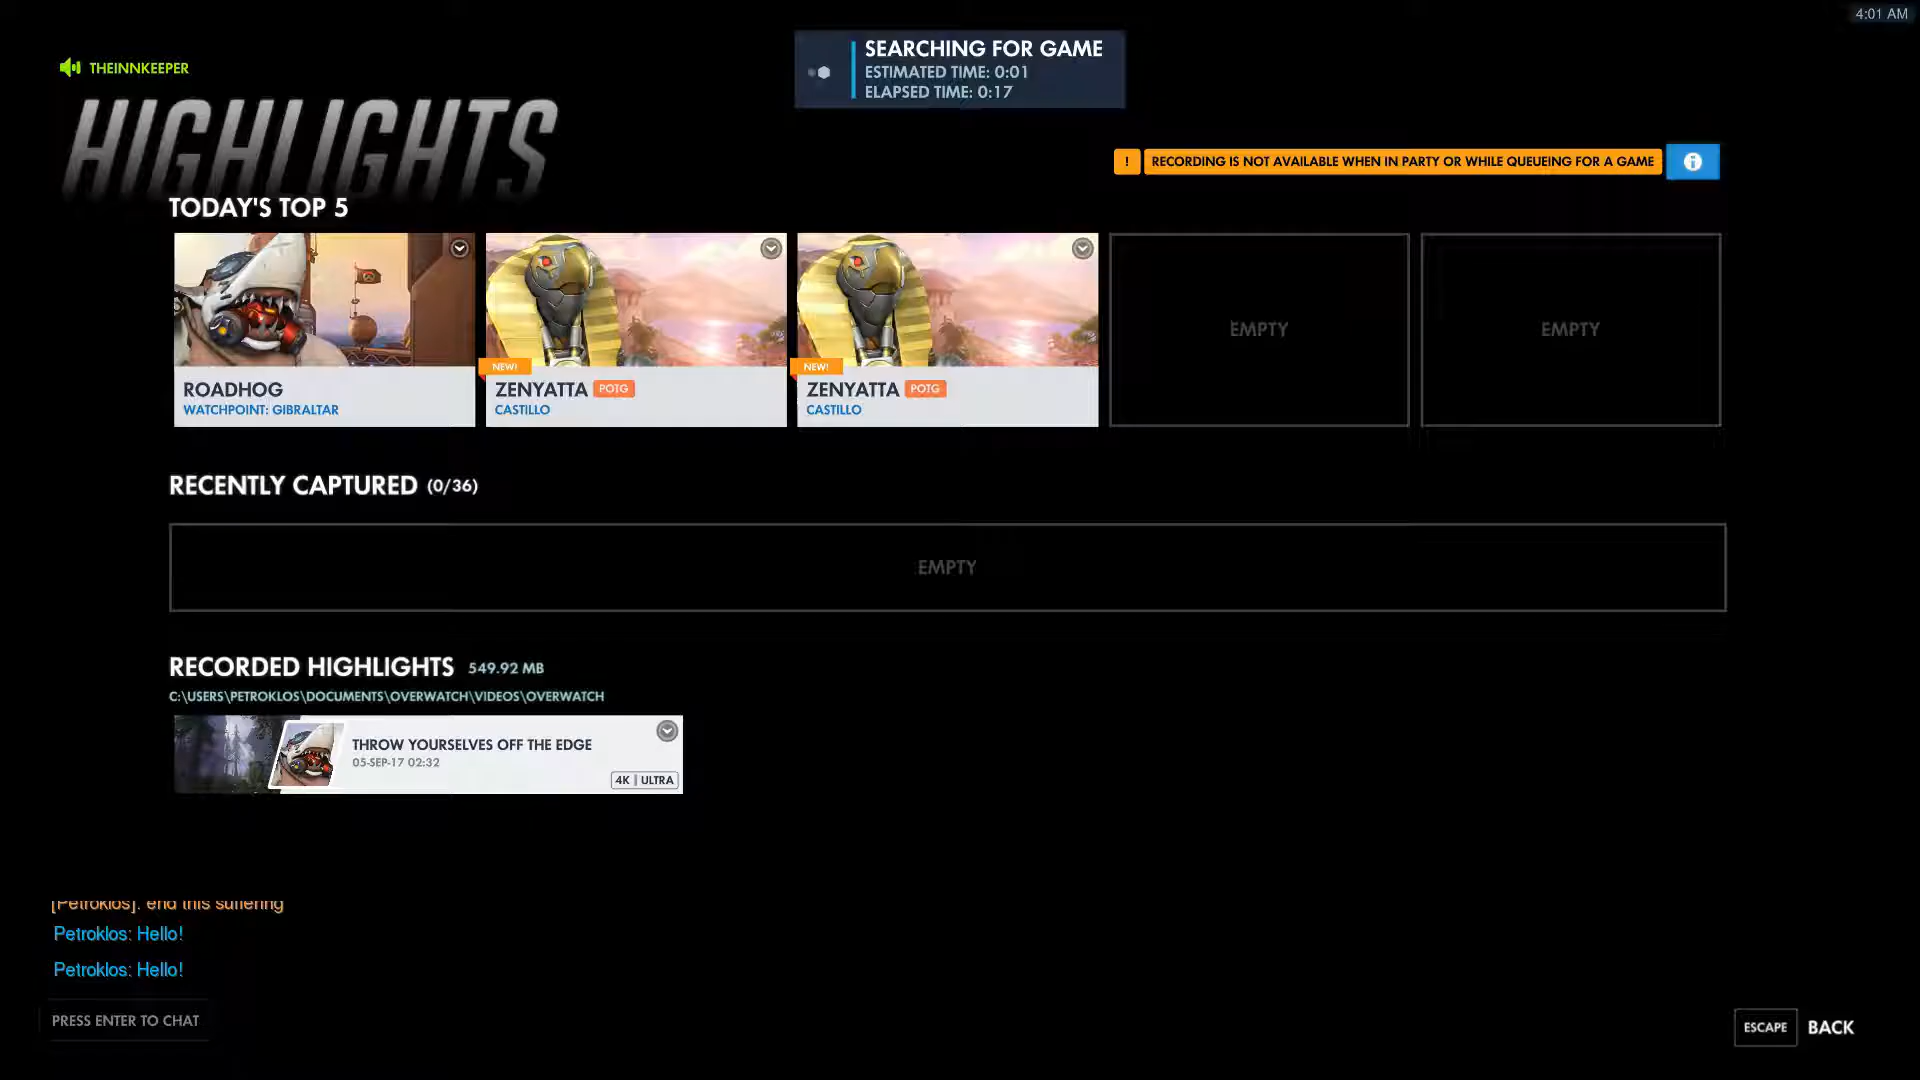 4:01 AM
SEARCHING FOR GAME
ESTIMATED TIME: 0:01
ELAPSED TIME: 0:17
THEINNKEEPER
HIGHLIGHTS
! RECORDING IS NOT AVAILABLE WHEN IN PARTY OR WHILE QUEUEING FOR A GAME
TODAY'S TOP 5
ROADHOG
WATCHPOINT: GIBRALTAR
NEW!
ZENYATTA POTG
CASTILLO
NEW!
ZENYATTA POTG
CASTILLO
EMPTY
EMPTY
RECENTLY CAPTURED (0/36)
EMPTY
RECORDED HIGHLIGHTS 549.92 MB
C:\USERS\PETROKLOS\DOCUMENTS\OVERWATCH\VIDEOS\OVERWATCH
THROW YOURSELVES OFF THE EDGE
05-SEP-17 02:32
4K | ULTRA
[Petroklos]: end this suffering
Petroklos: Hello!
Petroklos: Hello!
PRESS ENTER TO CHAT
ESCAPE BACK